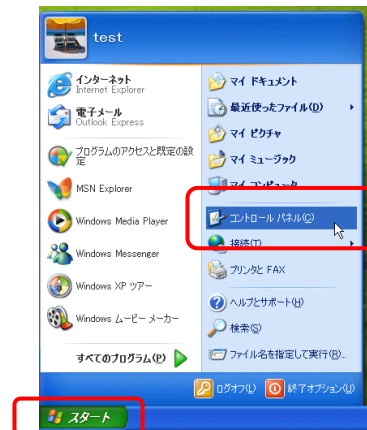 test
インターネット
Internet Explorer
電子メール
Outlook Express
プログラムのアクセスと既定の設
定
MSN Explorer
Windows Media Player
Windows Messenger
Windows XP ツアー
Windows ムービー メーカー
すべてのプログラム(P)
マイ ドキュメント
最近使ったファイル(D)
マイ ピクチャ
マイ ミュージック
マイ コンピュータ
コントロール パネル(C)
接続(T)
プリンタと FAX
ヘルプとサポート(H)
検索(S)
ファイル名を指定して実行(R)...
ログオフ(L)
終了オプション(U)
スタート